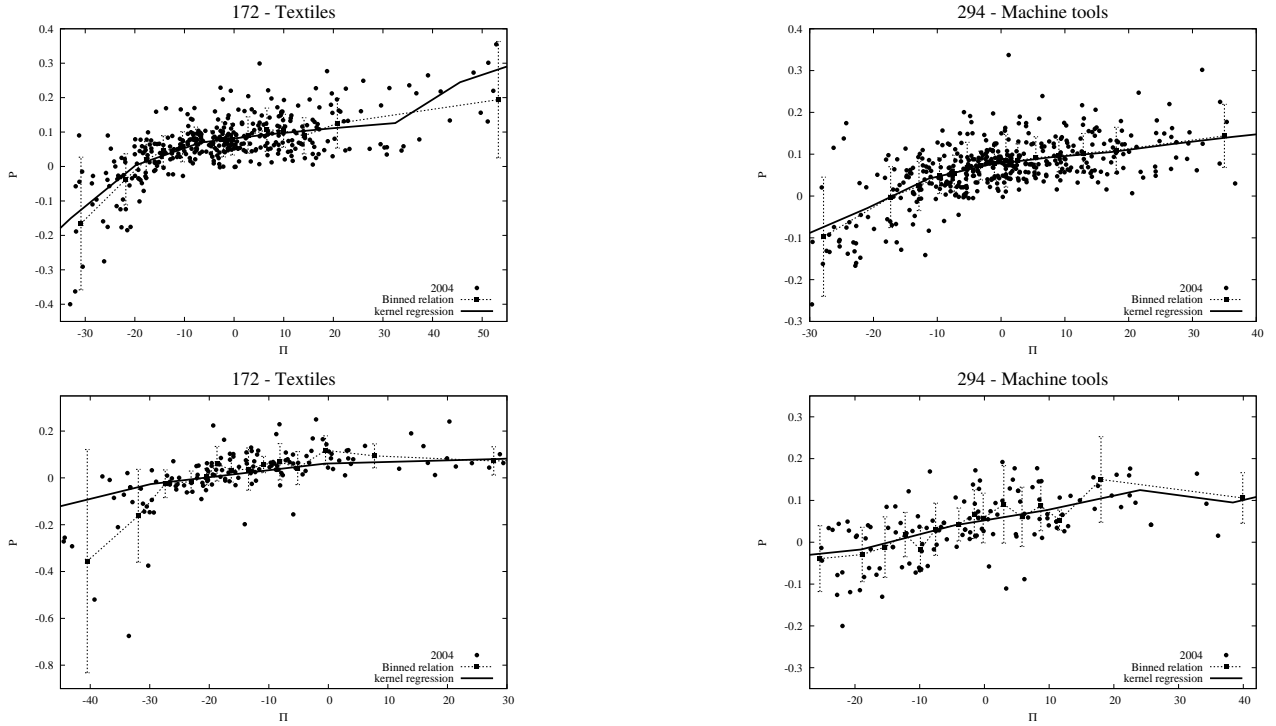 172 - Textiles
0.4
0.3
0.2
0.1
0
-0.1
-0.2
-0.3
-0.4
P
-30 -20 -10 0 10 20 30 40 50
Π
2004
Binned relation
kernel regression
294 - Machine tools
0.4
0.3
0.2
0.1
0
-0.1
-0.2
-0.3
P
-30 -20 -10 0 10 20 30 40
Π
2004
Binned relation
kernel regression
172 - Textiles
0.2
0
-0.2
-0.4
-0.6
-0.8
P
-40 -30 -20 -10 0 10 20 30
Π
2004
Binned relation
kernel regression
294 - Machine tools
0.3
0.2
0.1
0
-0.1
-0.2
-0.3
P
-20 -10 0 10 20 30 40
Π
2004
Binned relation
kernel regression